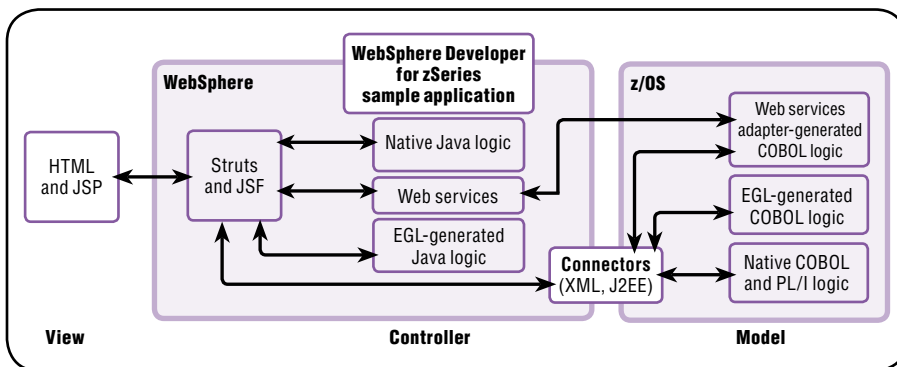 WebSphere Developer
for zSeries
sample application
WebSphere
z/OS
HTML
and JSP
Struts
and JSF
Native Java logic
Web services
EGL-generated
Java logic
Connectors
(XML, J2EE)
Web services
adapter-generated
COBOL logic
EGL-generated
COBOL logic
Native COBOL
and PL/I logic
View
Controller
Model